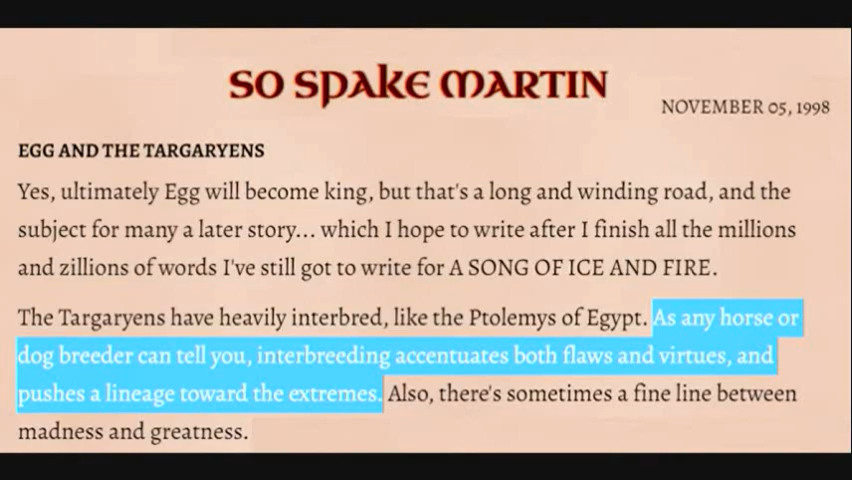 SO SPAKE MARTIN
NOVEMBER 05, 1998
EGG AND THE TARGARYENS
Yes, ultimately Egg will become king, but that's a long and winding road, and the
subject for many a later story... which I hope to write after I finish all the millions
and zillions of words I've still got to write for A SONG OF ICE AND FIRE.
The Targaryens have heavily interbred, like the Ptolemys of Egypt. As any horse or
dog breeder can tell you, interbreeding accentuates both flaws and virtues, and
pushes a lineage toward the extremes. Also, there's sometimes a fine line between
madness and greatness.